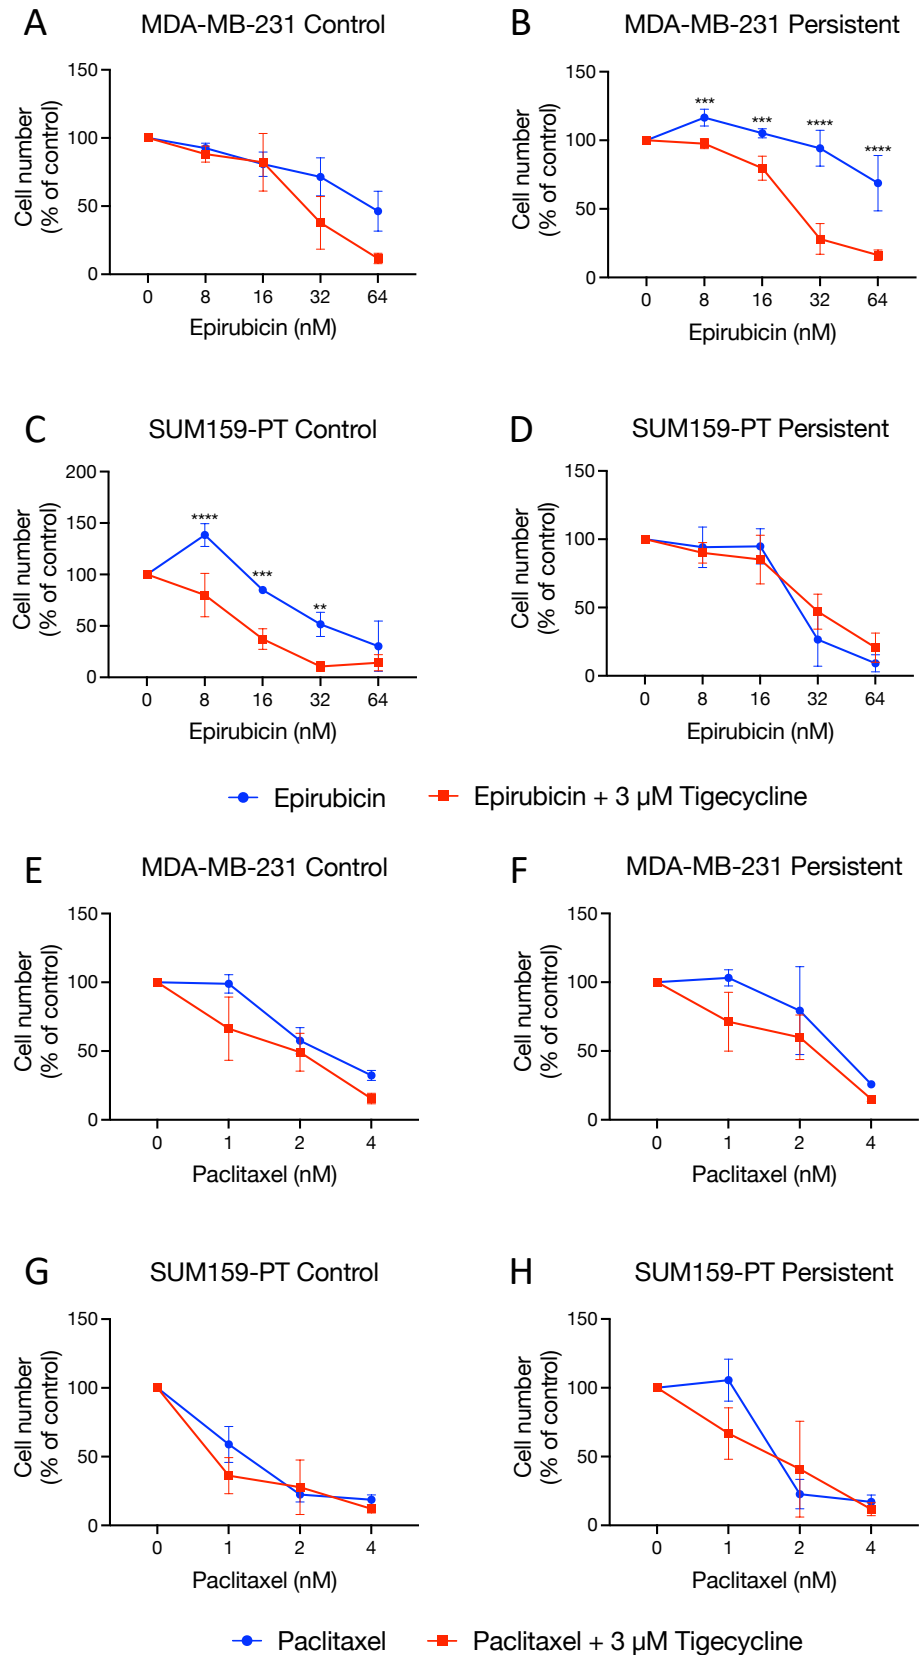 A
MDA-MB-231 Control
Cell number
(% of control)
150
100
50
0
0 8 16 32 64
Epirubicin (nM)
B
MDA-MB-231 Persistent
Cell number
(% of control)
150
100
50
0
*** *** **** ****
0 8 16 32 64
Epirubicin (nM)
C
SUM159-PT Control
Cell number
(% of control)
200
150
100
50
0
**** *** **
0 8 16 32 64
Epirubicin (nM)
D
SUM159-PT Persistent
Cell number
(% of control)
150
100
50
0
0 8 16 32 64
Epirubicin (nM)
Epirubicin Epirubicin + 3 µM Tigecycline
E
MDA-MB-231 Control
Cell number
(% of control)
150
100
50
0
0 1 2 4
Paclitaxel (nM)
F
MDA-MB-231 Persistent
Cell number
(% of control)
150
100
50
0
0 1 2 4
Paclitaxel (nM)
G
SUM159-PT Control
Cell number
(% of control)
150
100
50
0
0 1 2 4
Paclitaxel (nM)
H
SUM159-PT Persistent
Cell number
(% of control)
150
100
50
0
0 1 2 4
Paclitaxel (nM)
Paclitaxel Paclitaxel + 3 µM Tigecycline